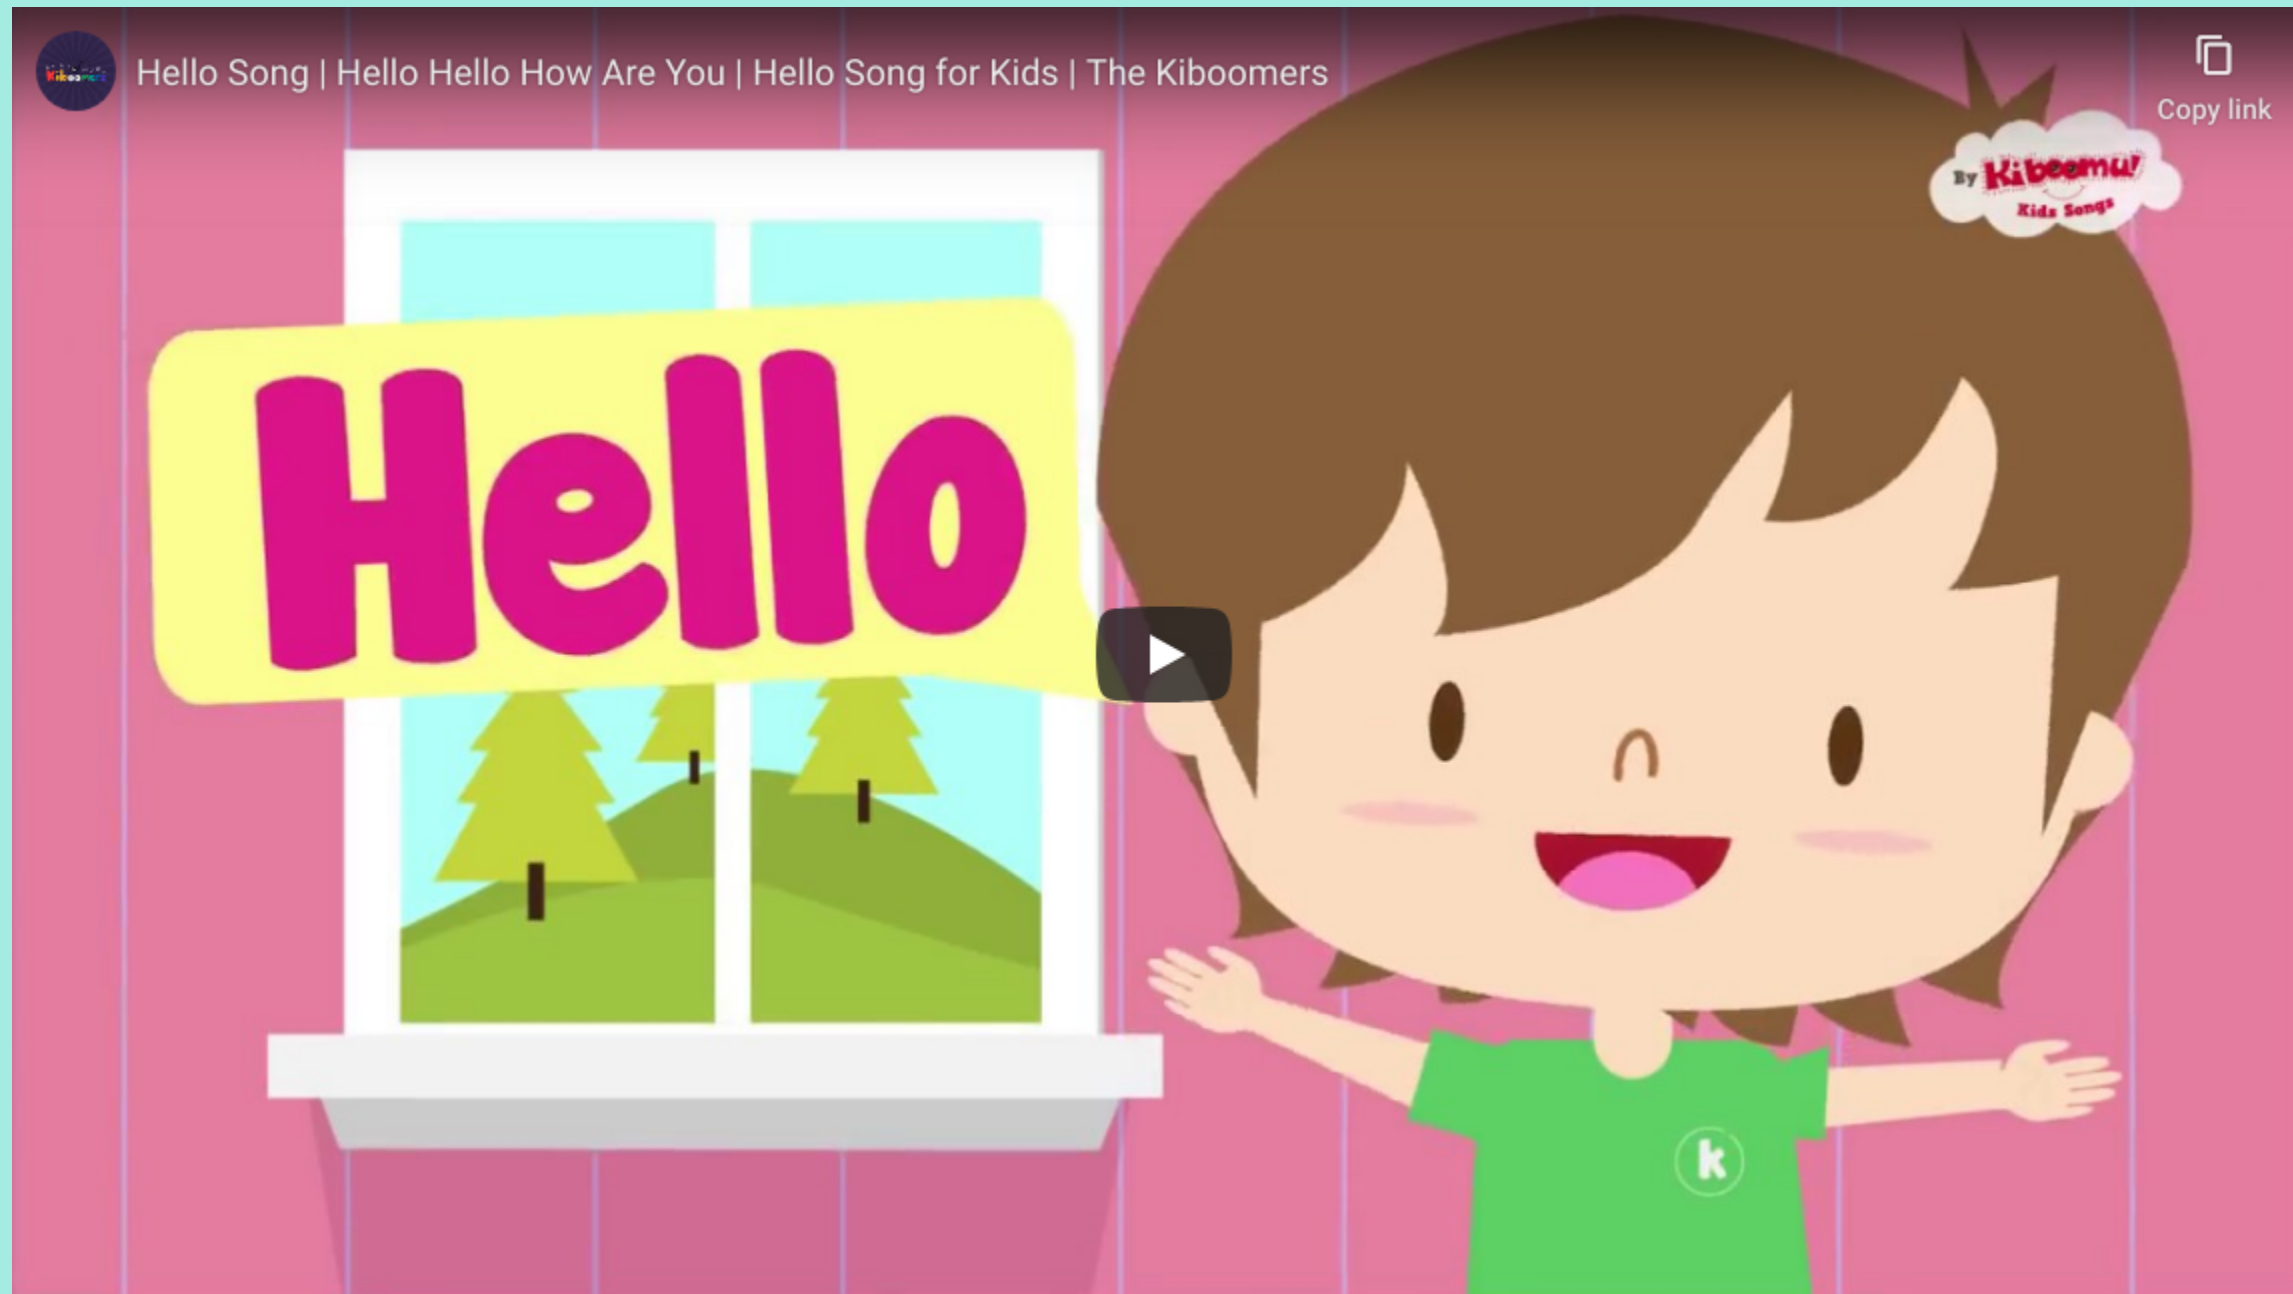 Kiboomers
Hello Song | Hello Hello How Are You | Hello Song for Kids | The Kiboomers
Copy link
By Kiboomu!
Kids Songs
Hello
k